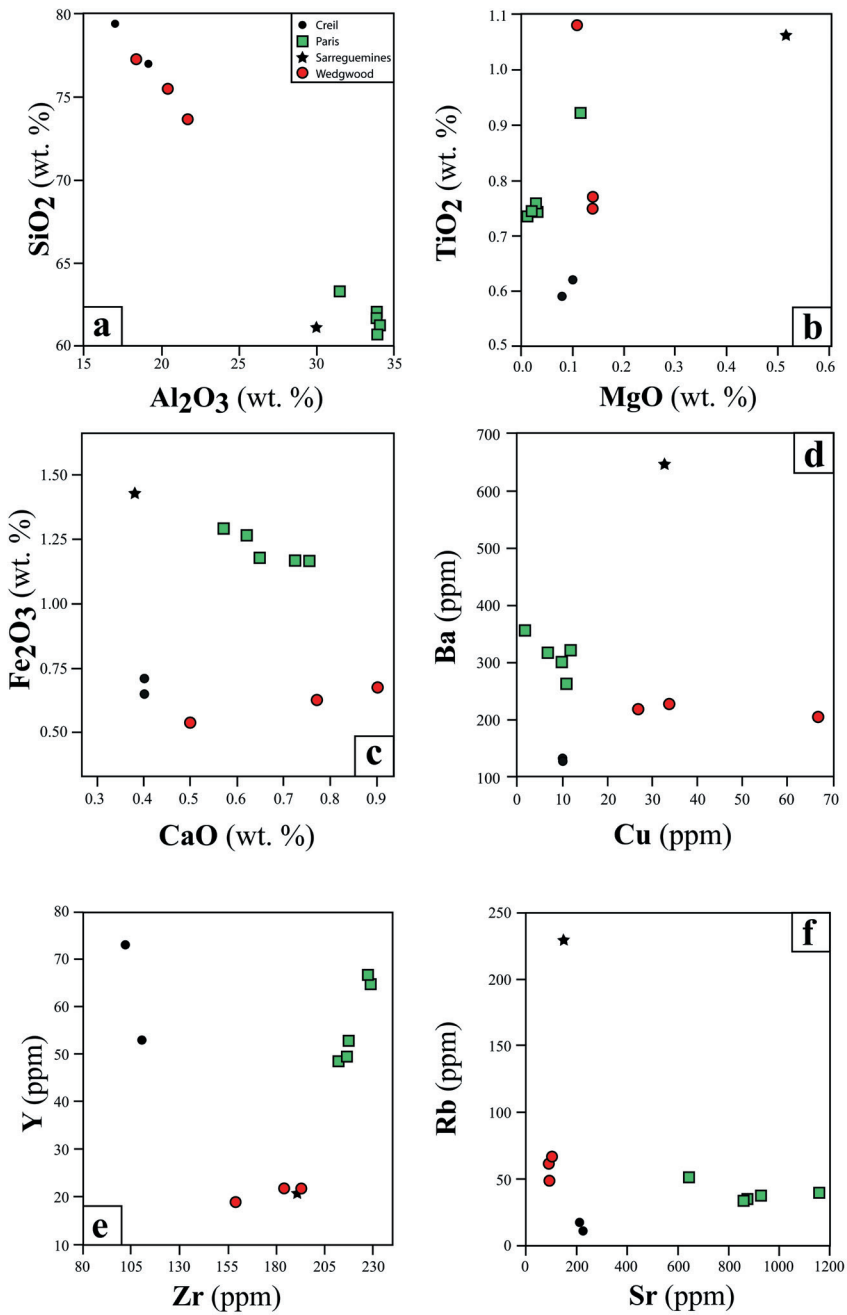 80
75
70
65
60
SiO2 (wt. %)
Creil
Paris
Sarreguemines
Wedgwood
a
15 20 25 30 35
Al2O3 (wt. %)
1.1
1.0
0.9
0.8
0.7
0.6
0.5
TiO2 (wt. %)
b
0.0 0.1 0.2 0.3 0.4 0.5 0.6
MgO (wt. %)
1.50
1.25
1.00
0.75
0.50
Fe2O3 (wt. %)
c
0.3 0.4 0.5 0.6 0.7 0.8 0.9
CaO (wt. %)
700
600
500
400
300
200
100
Ba (ppm)
d
0 10 20 30 40 50 60 70
Cu (ppm)
80
70
60
50
40
30
20
10
Y (ppm)
e
80 105 130 155 180 205 230
Zr (ppm)
250
200
150
100
50
0
Rb (ppm)
f
0 200 400 600 800 1000 1200
Sr (ppm)